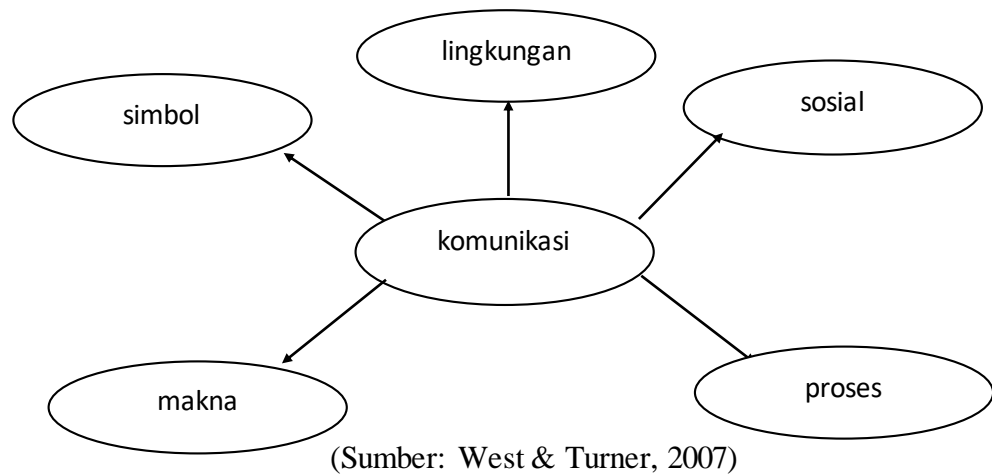 lingkungan
simbol
sosial
komunikasi
makna
proses
(Sumber: West & Turner, 2007)